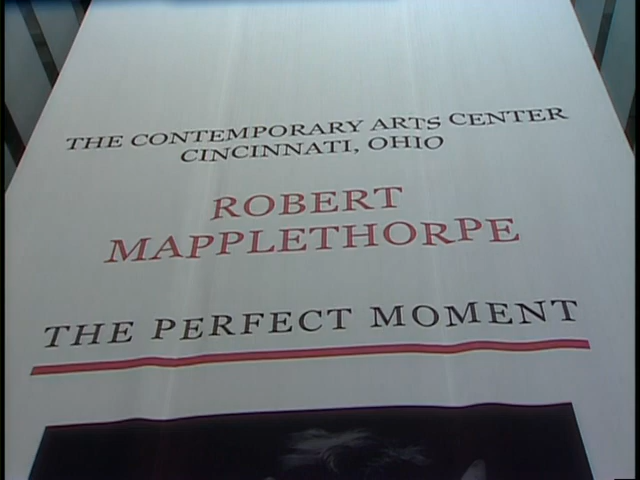 THE CONTEMPORARY ARTS CENTER
CINCINNATI, OHIO
ROBERT
MAPPLETHORPE
THE PERFECT MOMENT